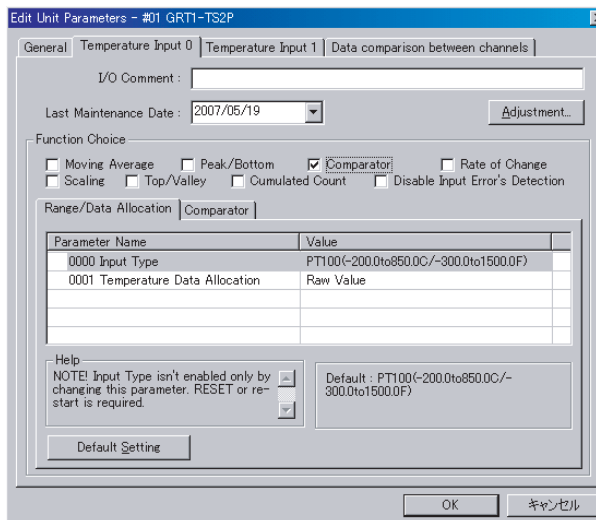 Edit Unit Parameters - #01 GRT1-TS2P
General Temperature Input 0 Temperature Input 1 Data comparison between channels
I/O Comment :
Last Maintenance Date : 2007/05/19 Adjustment...
Function Choice
Moving Average Peak/Bottom Comparator Rate of Change
Scaling Top/Valley Cumulated Count Disable Input Error's Detection
Range/Data Allocation Comparator
Parameter Name Value
0000 Input Type PT100(-200.0to850.0C/-300.0to1500.0F)
0001 Temperature Data Allocation Raw Value
Help
NOTE! Input Type isn't enabled only by
changing this parameter. RESET or re-
start is required.
Default : PT100(-200.0to850.0C/-
300.0to1500.0F)
Default Setting
OK キャンセル